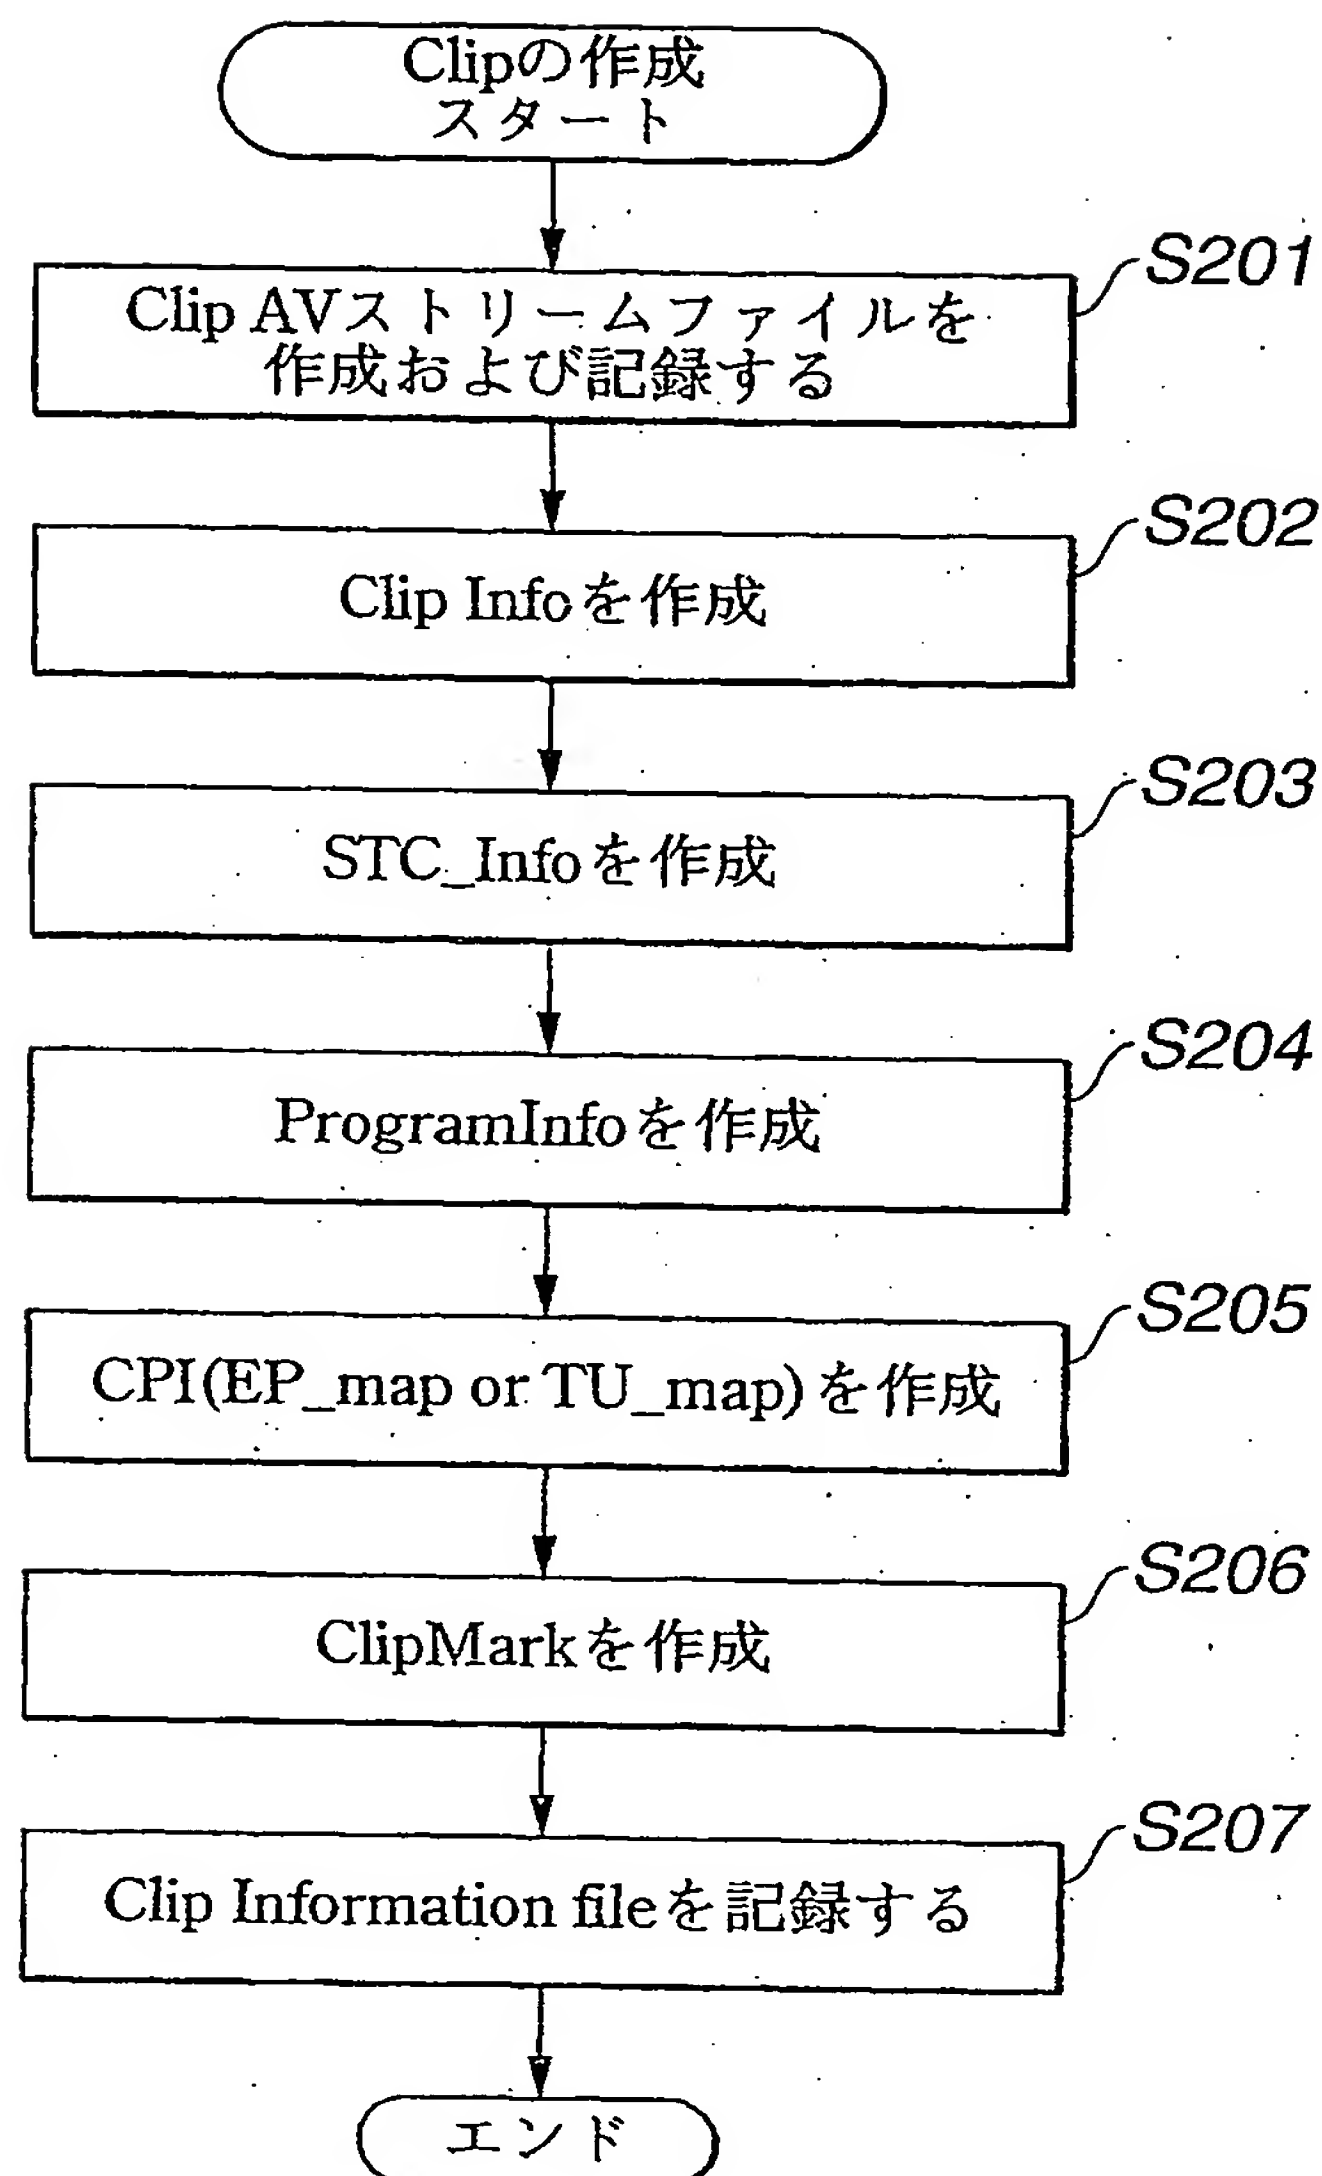 Clipの作成
スタート
S201
Clip AVストリームファイルを
作成および記録する
S202
Clip Infoを作成
S203
STC_Infoを作成
S204
ProgramInfoを作成
S205
CPI(EP_map or TU_map)を作成
S206
ClipMarkを作成
S207
Clip Information fileを記録する
エンド